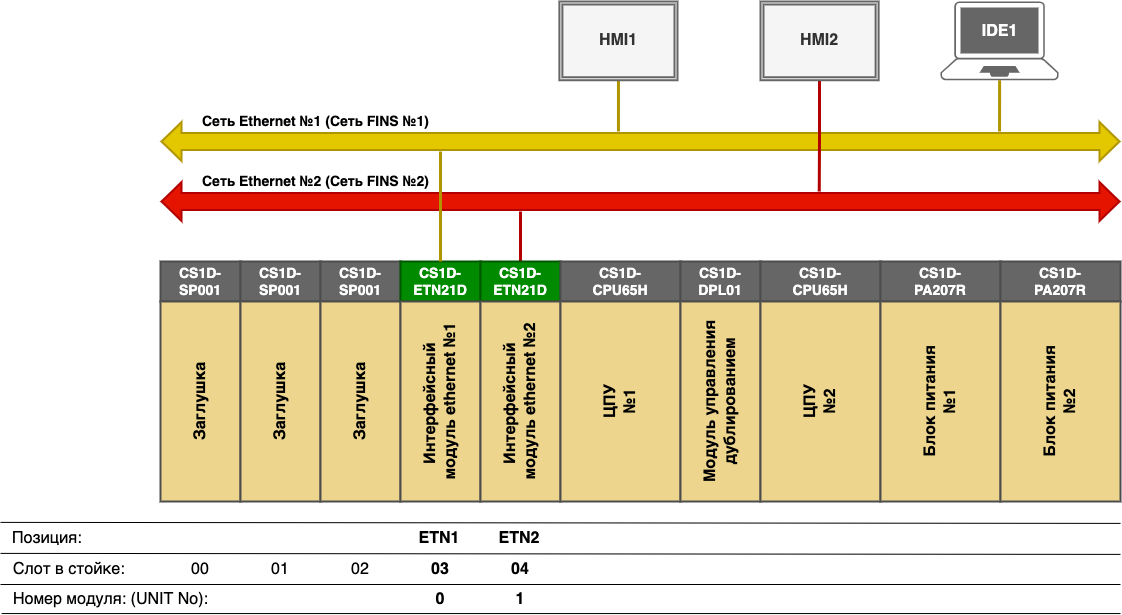 HMI1
HMI2
IDE1
Сеть Ethernet №1 (Сеть FINS №1)
Сеть Ethernet №2 (Сеть FINS №2)
CS1D-
SP001
CS1D-
SP001
CS1D-
SP001
CS1D-
ETN21D
CS1D-
ETN21D
CS1D-
CPU65H
CS1D-
DPL01
CS1D-
CPU65H
CS1D-
PA207R
CS1D-
PA207R
Заглушка
Заглушка
Заглушка
Интерфейсный
модуль ethernet №1
Интерфейсный
модуль ethernet №2
ЦПУ
№1
Модуль управления
дублированием
ЦПУ
№2
Блок питания
№1
Блок питания
№2
Позиция: ETN1 ETN2
Слот в стойке: 00 01 02 03 04
Номер модуля: (UNIT No): 0 1